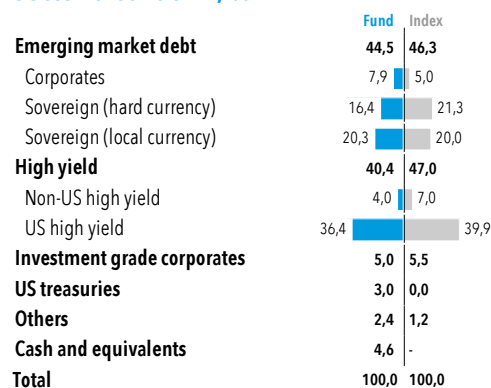 Fund Index
Emerging market debt 44,5 46,3
Corporates 7,9 5,0
Sovereign (hard currency) 16,4 21,3
Sovereign (local currency) 20,3 20,0
High yield 40,4 47,0
Non-US high yield 4,0 7,0
US high yield 36,4 39,9
Investment grade corporates 5,0 5,5
US treasuries 3,0 0,0
Others 2,4 1,2
Cash and equivalents 4,6 -
Total 100,0 100,0